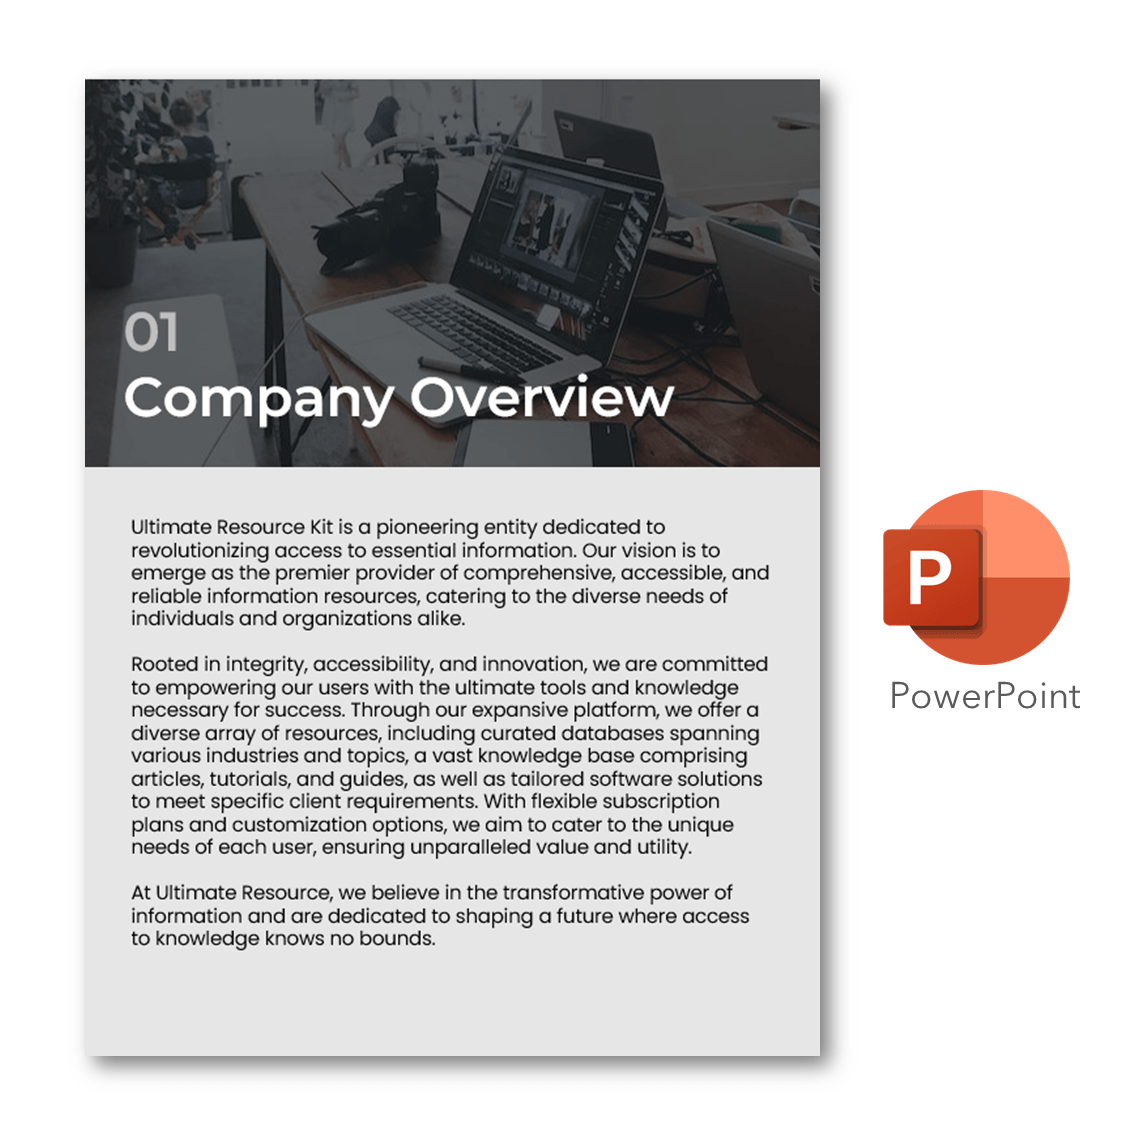 01
Company Overview
Ultimate Resource Kit is a pioneering entity dedicated to
revolutionizing access to essential information. Our vision is to
emerge as the premier provider of comprehensive, accessible, and
reliable information resources, catering to the diverse needs of
individuals and organizations alike.
Rooted in integrity, accessibility, and innovation, we are committed
to empowering our users with the ultimate tools and knowledge
necessary for success. Through our expansive platform, we offer a
diverse array of resources, including curated databases spanning
various industries and topics, a vast knowledge base comprising
articles, tutorials, and guides, as well as tailored software solutions
to meet specific client requirements. With flexible subscription
plans and customization options, we aim to cater to the unique
needs of each user, ensuring unparalleled value and utility.
At Ultimate Resource, we believe in the transformative power of
information and are dedicated to shaping a future where access
to knowledge knows no bounds.
P
PowerPoint